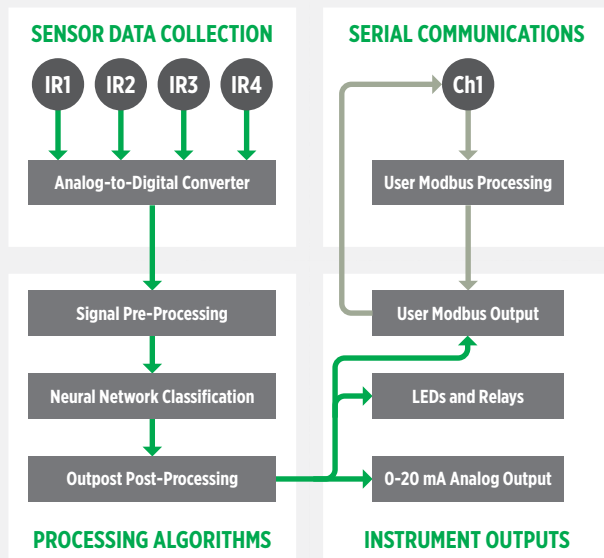 SENSOR DATA COLLECTION
IR1
IR2
IR3
IR4
Analog-to-Digital Converter
SERIAL COMMUNICATIONS
Ch1
User Modbus Processing
Signal Pre-Processing
Neural Network Classification
Outpost Post-Processing
PROCESSING ALGORITHMS
User Modbus Output
LEDs and Relays
0-20 mA Analog Output
INSTRUMENT OUTPUTS